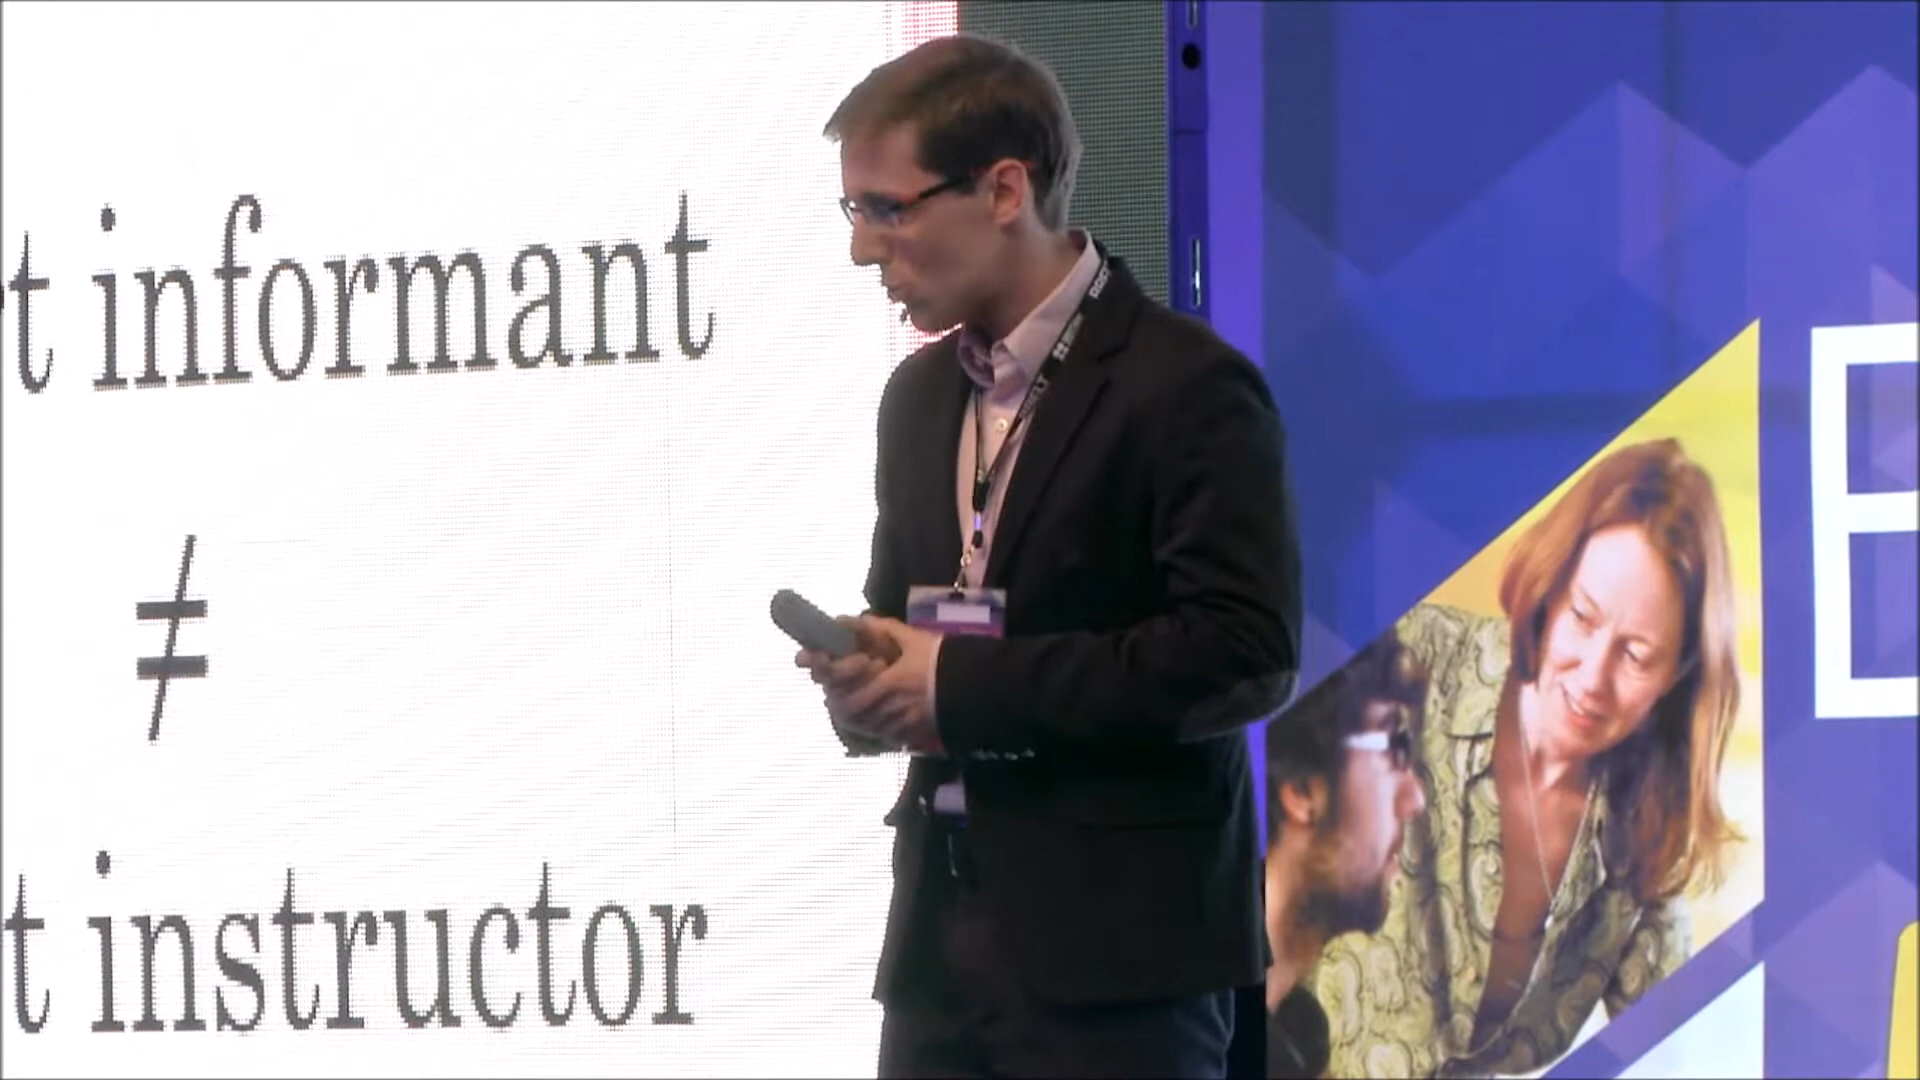 t informant
≠
t instructor
E